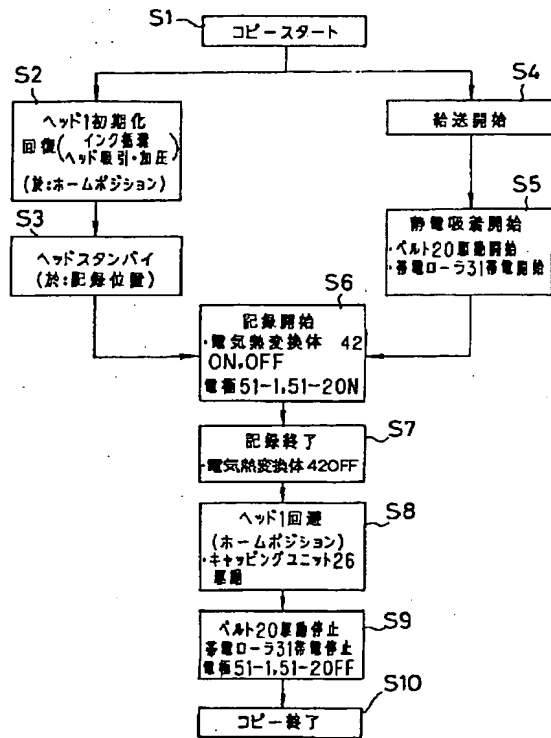 S1
コピースタート
S2
ヘッド1初期化
回復(インク循環
ヘッド吸引・加圧)
(於:ホームポジション)
S3
ヘッドスタンバイ
(於:記録位置)
S4
給送開始
S5
静電吸着開始
・ベルト20駆動開始
・帯電ローラ31帯電開始
S6
記録開始
・電気熱変換体 42
ON,OFF
電極51-1,51-2ON
S7
記録終了
・電気熱変換体42OFF
S8
ヘッド1回避
(ホームポジション)
・キャッピングユニット26
駆動
S9
ベルト20駆動停止
帯電ローラ31帯電停止
電極51-1,51-2OFF
S10
コピー終了